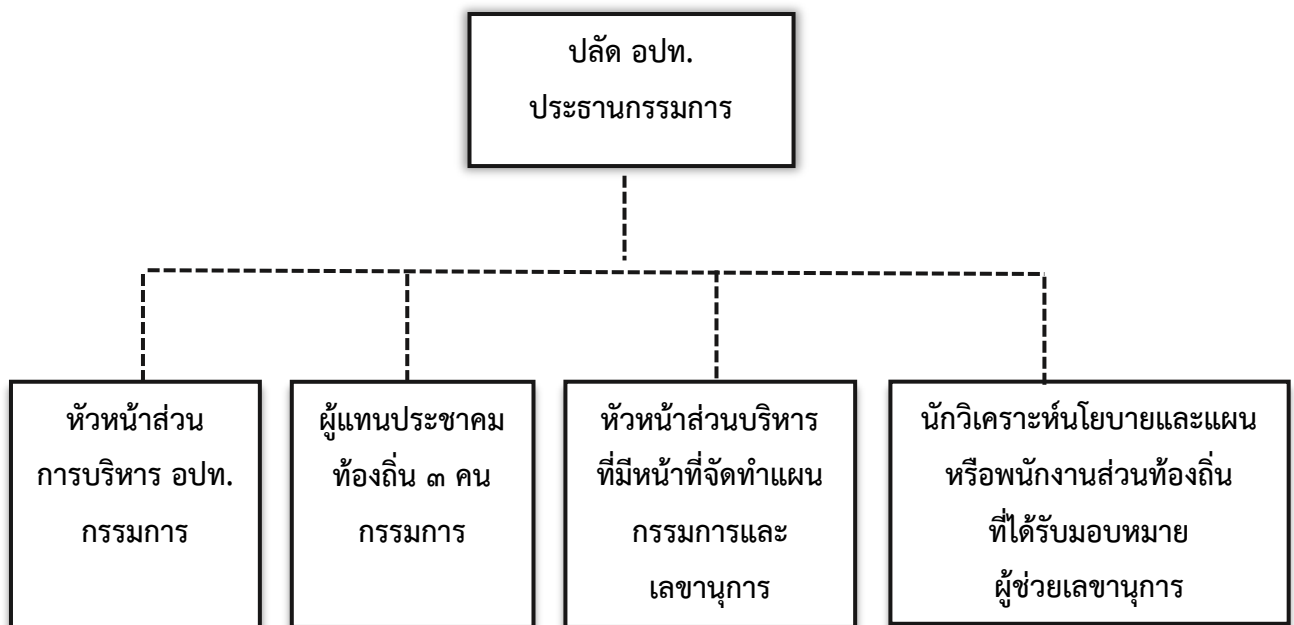 ปลัด อปท.
ประธานกรรมการ
หัวหน้าส่วน
การบริหาร อปท.
กรรมการ
ผู้แทนประชาคม
ท้องถิ่น ๓ คน
กรรมการ
หัวหน้าส่วนบริหาร
ที่มีหน้าที่จัดทำแผน
กรรมการและ
เลขานุการ
นักวิเคราะห์นโยบายและแผน
หรือพนักงานส่วนท้องถิ่น
ที่ได้รับมอบหมาย
ผู้ช่วยเลขานุการ